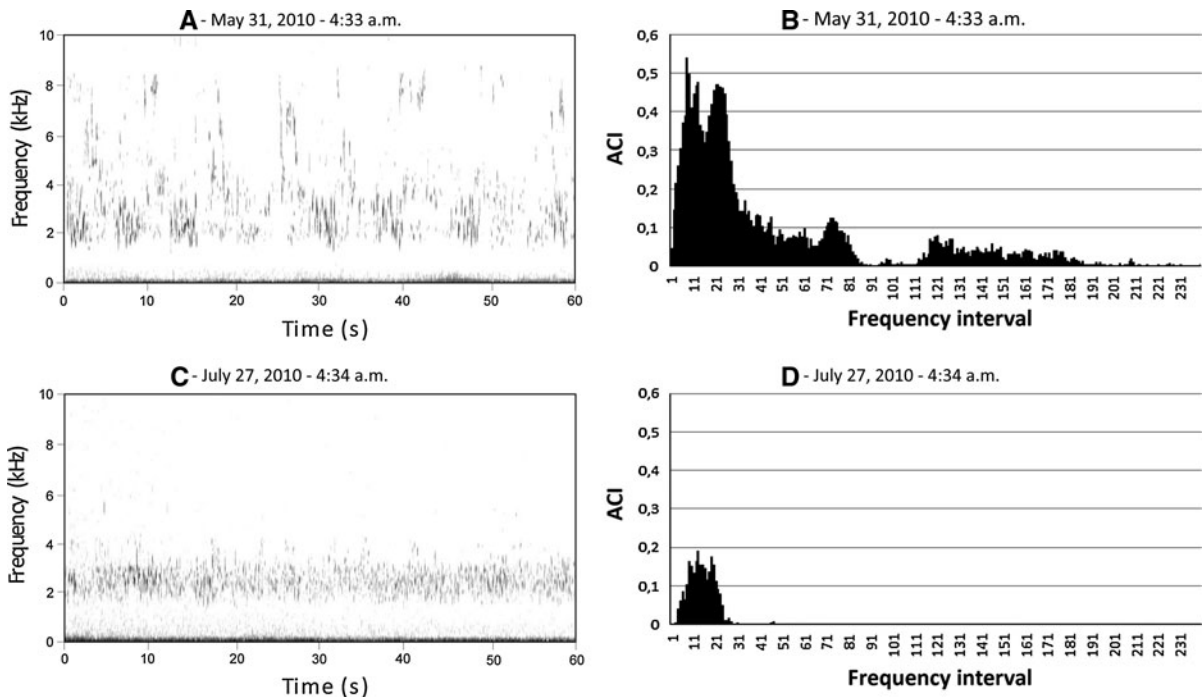 A - May 31, 2010 - 4:33 a.m.
10
8
6
4
2
0
Frequency (kHz)
0 10 20 30 40 50 60
Time (s)
B - May 31, 2010 - 4:33 a.m.
0,6
0,5
0,4
0,3
0,2
0,1
0
ACI
1 11 21 31 41 51 61 71 81 91 101 111 121 131 141 151 161 171 181 191 201 211 221 231
Frequency interval
C - July 27, 2010 - 4:34 a.m.
10
8
6
4
2
0
Frequency (kHz)
0 10 20 30 40 50 60
Time (s)
D - July 27, 2010 - 4:34 a.m.
0,6
0,5
0,4
0,3
0,2
0,1
0
ACI
1 11 21 31 41 51 61 71 81 91 101 111 121 131 141 151 161 171 181 191 201 211 221 231
Frequency interval